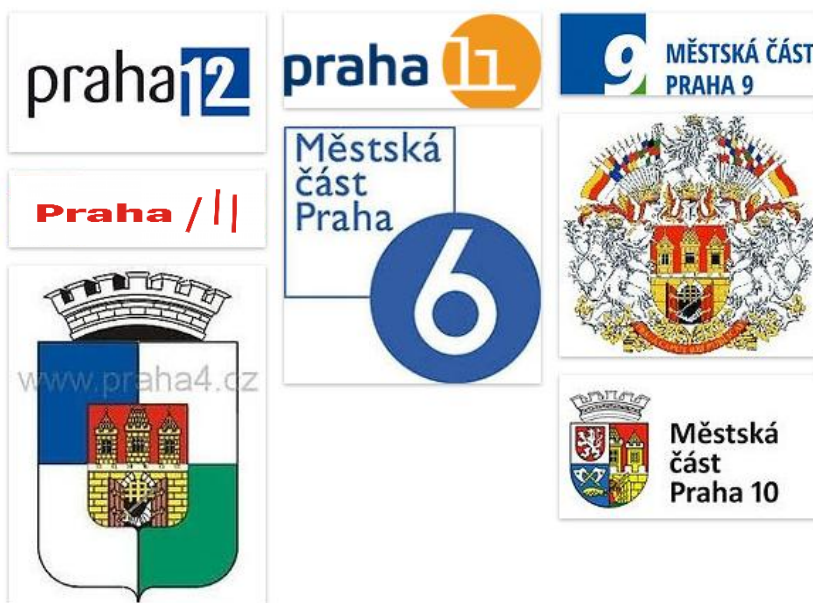 praha12
praha 11
9
MĚSTSKÁ ČÁST
PRAHA 9
Praha /||
Městská
část
Praha
6
www.praha4.cz
Městská
část
Praha 10